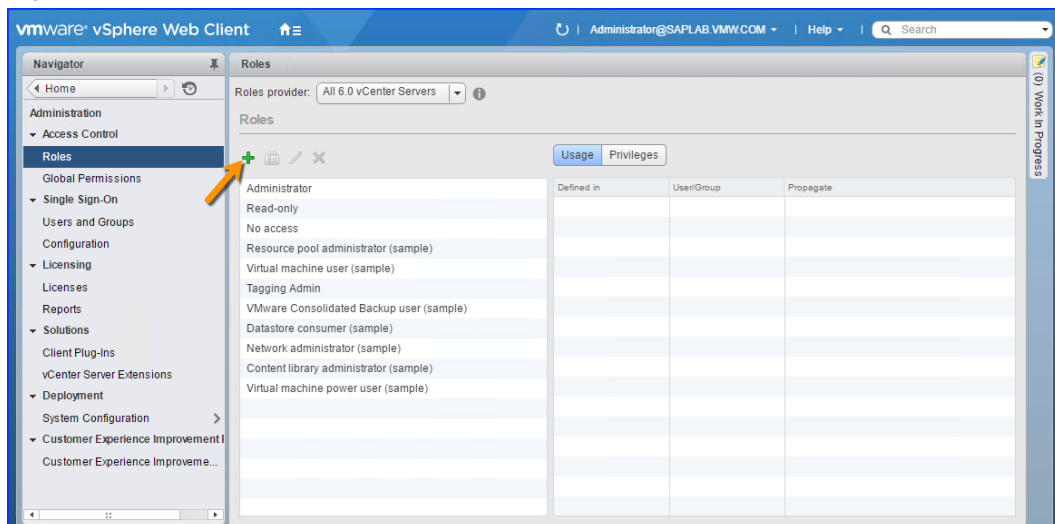 vmware® vSphere Web Client
Administrator@SAPLAB.VMW.COM
Help
Search
Navigator
Home
Administration
Access Control
Roles
Global Permissions
Single Sign-On
Users and Groups
Configuration
Licensing
Licenses
Reports
Solutions
Client Plug-Ins
vCenter Server Extensions
Deployment
System Configuration
Customer Experience Improvement
Customer Experience Improveme...
Roles
Roles provider: All 6.0 vCenter Servers
Roles
Administrator
Read-only
No access
Resource pool administrator (sample)
Virtual machine user (sample)
Tagging Admin
VMware Consolidated Backup user (sample)
Datastore consumer (sample)
Network administrator (sample)
Content library administrator (sample)
Virtual machine power user (sample)
Usage Privileges
Defined in User/Group Propagate
(0) Work In Progress